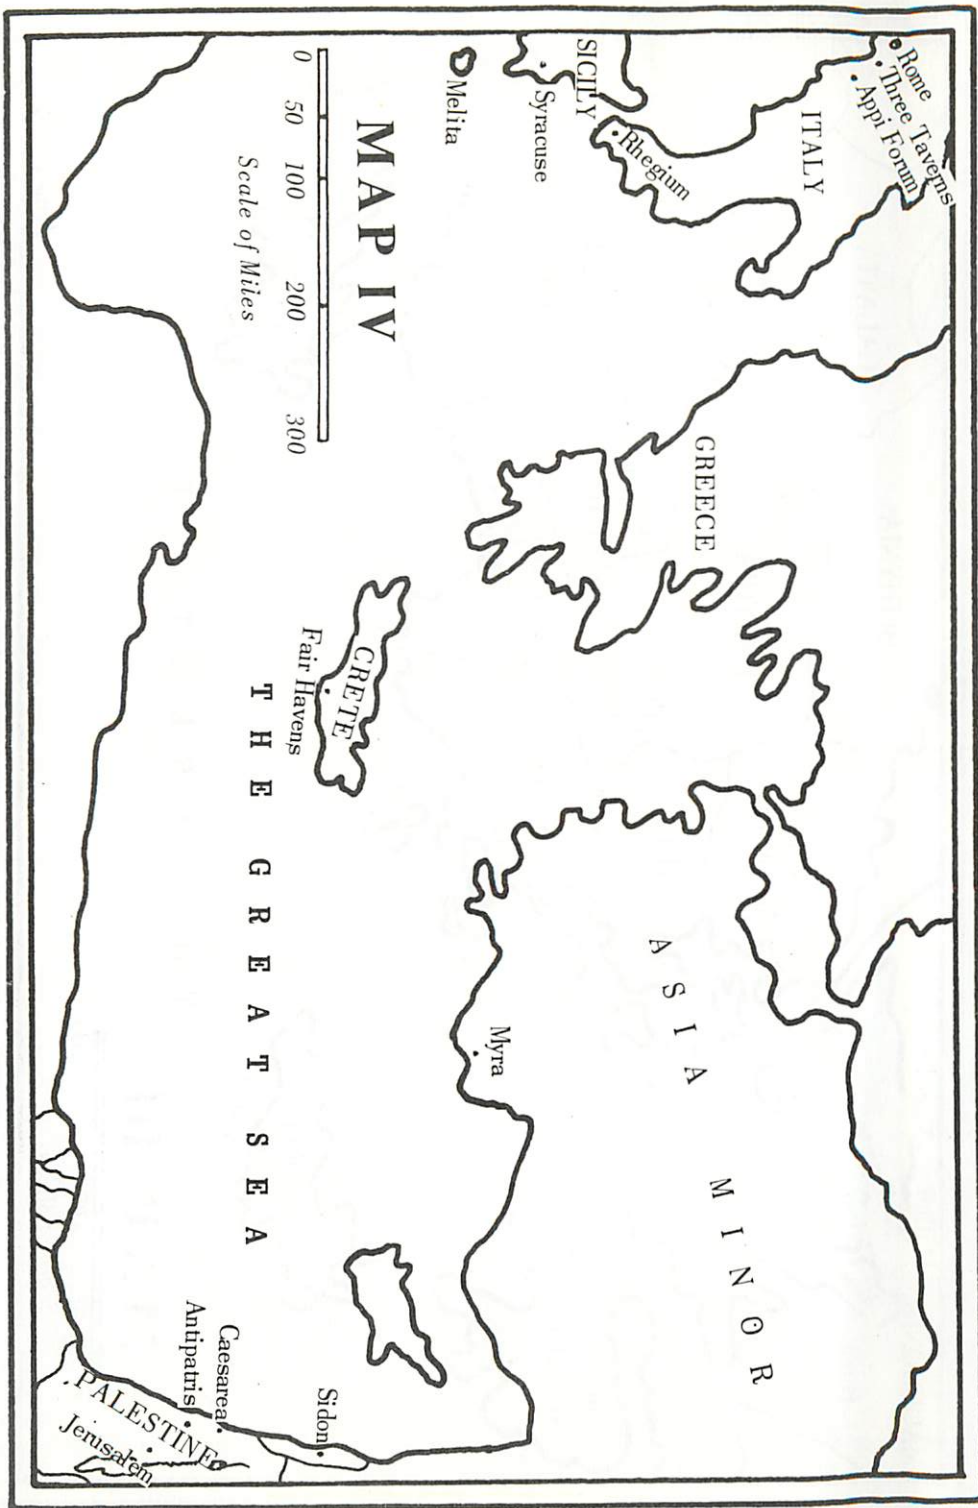 Rome
Three Taverns
Appi Forum
ITALY
SICILY
Rhegium
Syracuse
Melita
MAP IV
0 50 100 200 300
Scale of Miles
GREECE
CRETE
Fair Havens
THE GREAT SEA
ASIA MINOR
Myra
Sidon
Caesarea
Antipatris
PALESTINE
Jerusalem